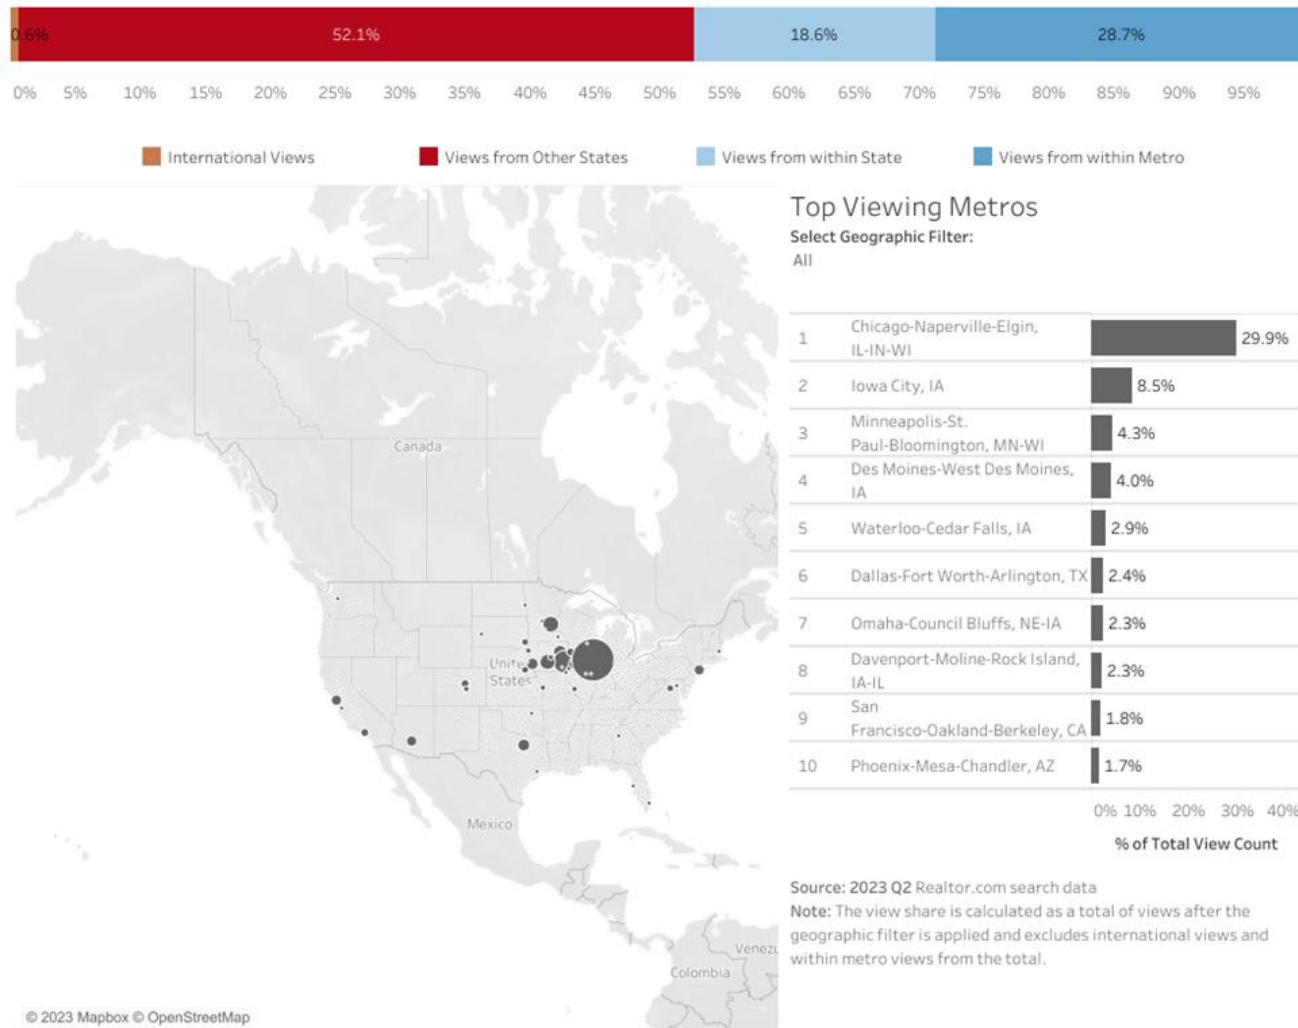 0.6% 52.1% 18.6% 28.7%
0% 5% 10% 15% 20% 25% 30% 35% 40% 45% 50% 55% 60% 65% 70% 75% 80% 85% 90% 95%
International Views Views from Other States Views from within State Views from within Metro
Top Viewing Metros
Select Geographic Filter:
All
1 Chicago-Naperville-Elgin,
IL-IN-WI 29.9%
2 Iowa City, IA 8.5%
3 Minneapolis-St.
Paul-Bloomington, MN-WI 4.3%
4 Des Moines-West Des Moines,
IA 4.0%
5 Waterloo-Cedar Falls, IA 2.9%
6 Dallas-Fort Worth-Arlington, TX 2.4%
7 Omaha-Council Bluffs, NE-IA 2.3%
8 Davenport-Moline-Rock Island,
IA-IL 2.3%
9 San
Francisco-Oakland-Berkeley, CA 1.8%
10 Phoenix-Mesa-Chandler, AZ 1.7%
0% 10% 20% 30% 40%
% of Total View Count
Source: 2023 Q2 Realtor.com search data
Note: The view share is calculated as a total of views after the
geographic filter is applied and excludes international views and
within metro views from the total.
Canada
United
States
Mexico
Venezu
Colombia
© 2023 Mapbox © OpenStreetMap